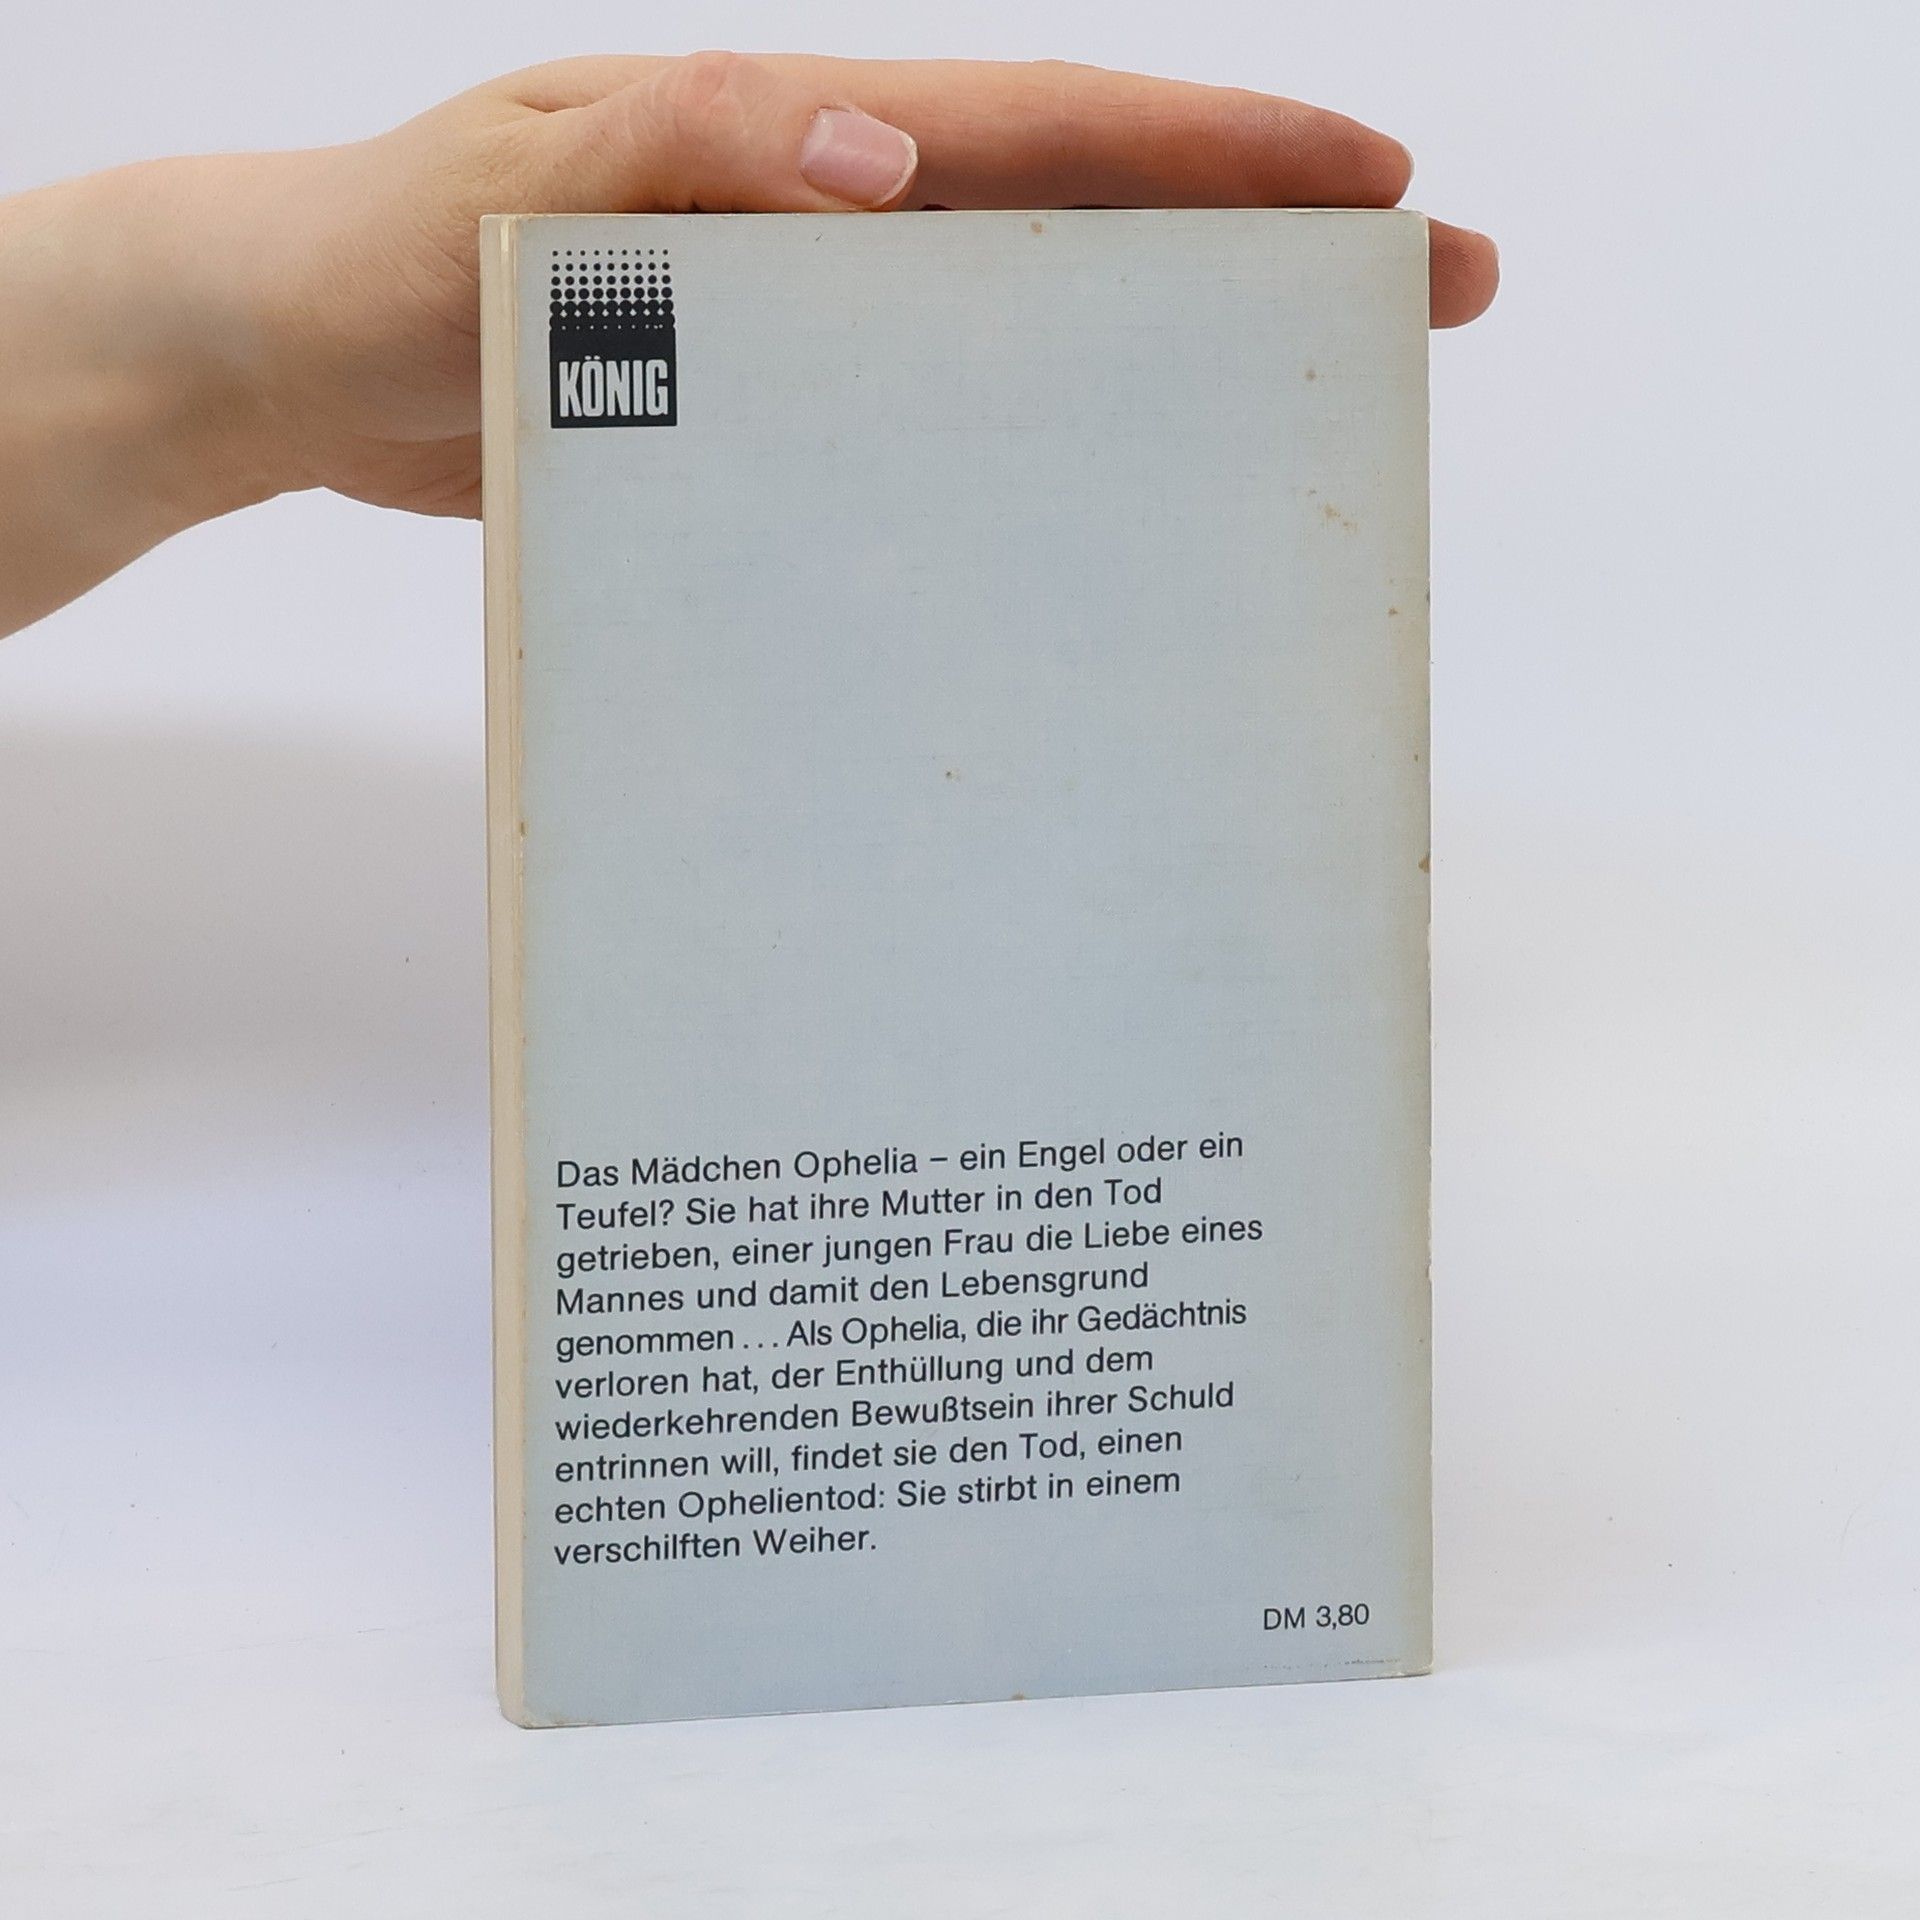 KÖNIG
Das Mädchen Ophelia – ein Engel oder ein
Teufel? Sie hat ihre Mutter in den Tod
getrieben, einer jungen Frau die Liebe eines
Mannes und damit den Lebensgrund
genommen . . . Als Ophelia, die ihr Gedächtnis
verloren hat, der Enthüllung und dem
wiederkehrenden Bewußtsein ihrer Schuld
entrinnen will, findet sie den Tod, einen
echten Ophelientod: Sie stirbt in einem
verschilften Weiher.
DM 3,80